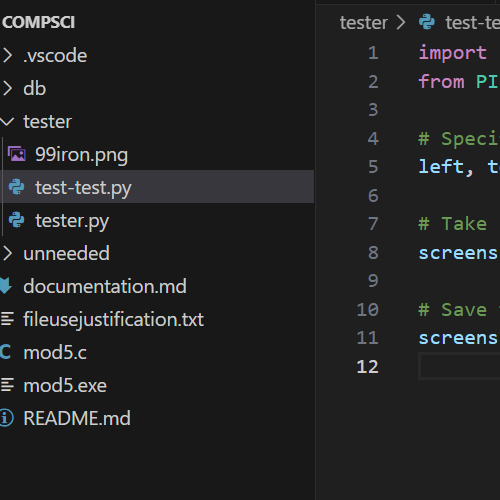 COMPSCI
.vscode
db
tester
99iron.png
test-test.py
tester.py
unneeded
documentation.md
fileusejustification.txt
mod5.c
mod5.exe
README.md
tester > test-te
1 import
2 from PI
3
4 # Speci
5 left, t
6
7 # Take
8 screens
9
10 # Save
11 screens
12